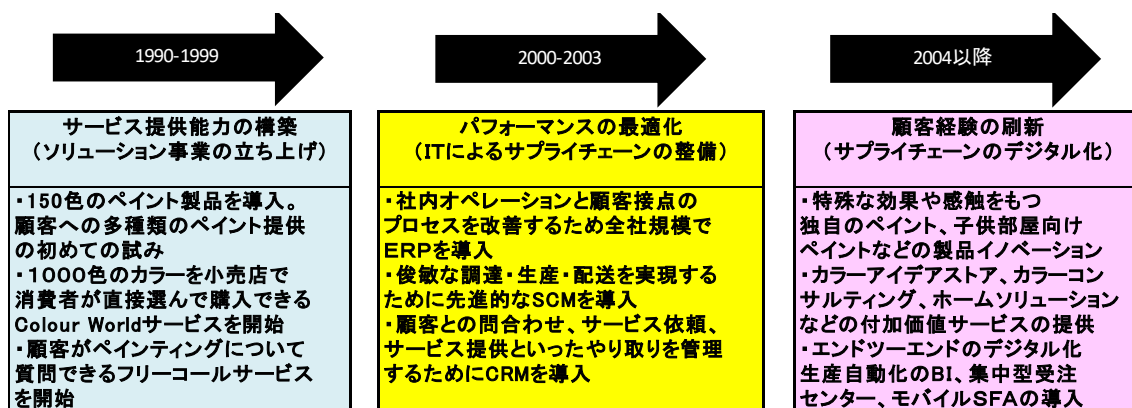 1990-1999
2000-2003
2004以降
サービス提供能力の構築
(ソリューション事業の立ち上げ)
・150色のペイント製品を導入。
顧客への多種類のペイント提供
の初めての試み
・1000色のカラーを小売店で
消費者が直接選んで購入できる
Colour Worldサービスを開始
・顧客がペインティングについて
質問できるフリーコールサービス
を開始
パフォーマンスの最適化
(ITによるサプライチェーンの整備)
・社内オペレーションと顧客接点の
プロセスを改善するため全社規模で
ERPを導入
・俊敏な調達・生産・配送を実現する
ために先進的なSCMを導入
・顧客との問合わせ、サービス依頼、
サービス提供といったやり取りを管理
するためにCRMを導入
顧客経験の刷新
(サプライチェーンのデジタル化)
・特殊な効果や感触をもつ
独自のペイント、子供部屋向け
ペイントなどの製品イノベーション
・カラーアイデアストア、カラーコン
サルティング、ホームソリューション
などの付加価値サービスの提供
・エンドツーエンドのデジタル化
生産自動化のBI、集中型受注
センター、モバイルSFAの導入